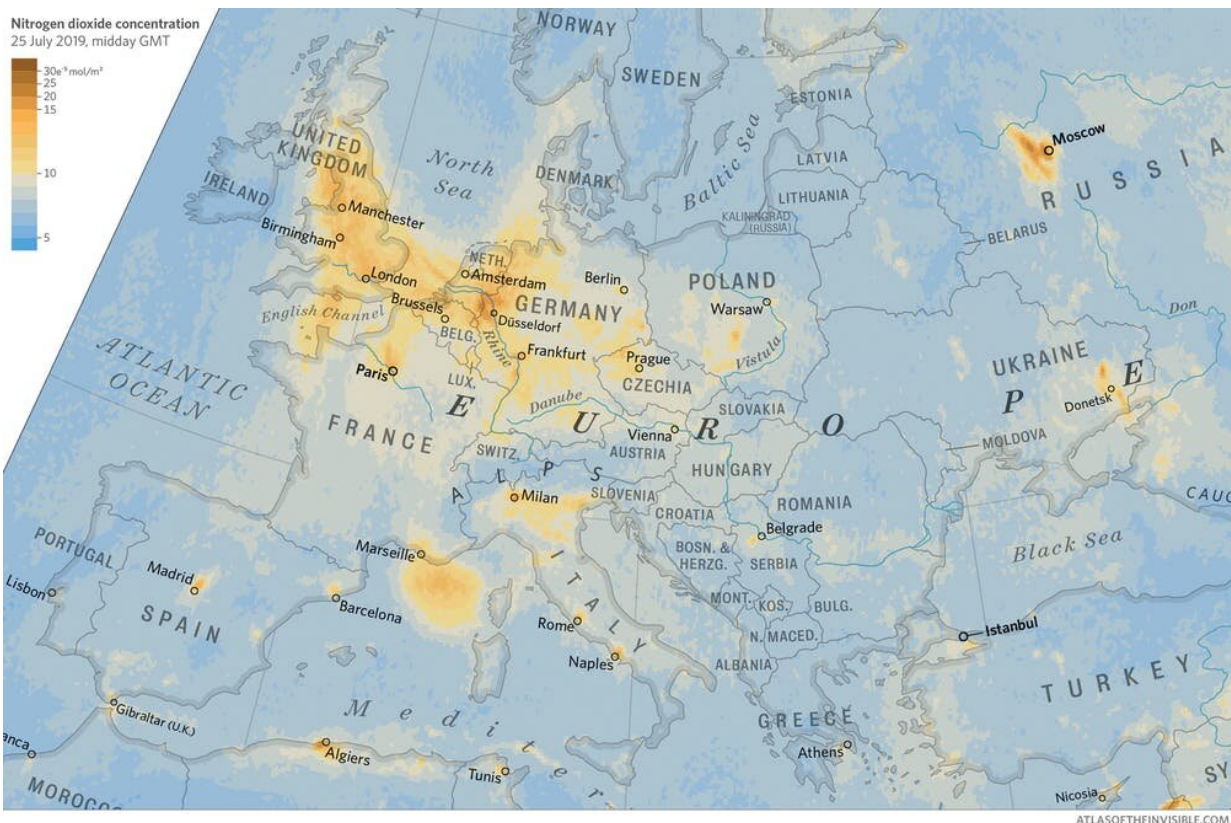 Nitrogen dioxide concentration
25 July 2019, midday GMT
30e⁻⁵ mol/m²
25
20
15
10
5
NORWAY
SWEDEN
ESTONIA
LATVIA
LITHUANIA
KALININGRAD
(RUSSIA)
Baltic Sea
Moscow
RUSSIA
BELARUS
UNITED
KINGDOM
IRELAND
North
Sea
DENMARK
Manchester
Birmingham
London
NETH.
Amsterdam
Brussels
BELG.
Düsseldorf
GERMANY
Berlin
POLAND
Warsaw
Vistula
English Channel
Rhine
Frankfurt
Prague
CZECHIA
Paris
LUX.
ATLANTIC
OCEAN
FRANCE
EUROPE
Danube
SLOVAKIA
Vienna
AUSTRIA
SWITZ.
HUNGARY
UKRAINE
Donetsk
Don
MOLDOVA
ALPS
Milan
SLOVENIA
CROATIA
ROMANIA
CAUC
Black Sea
Belgrade
BOSN. &
HERZG.
SERBIA
MONT.
KOS.
BULG.
N. MACED.
ALBANIA
ITALY
Marseille
PORTUGAL
Lisbon
Madrid
SPAIN
Barcelona
Rome
Naples
Istanbul
TURKEY
GREECE
Athens
Mediter
Gibraltar (U.K.)
anca
MOROCC
Algiers
Tunis
Nicosia
SY
ATLASOFTHEINVISIBLE.COM